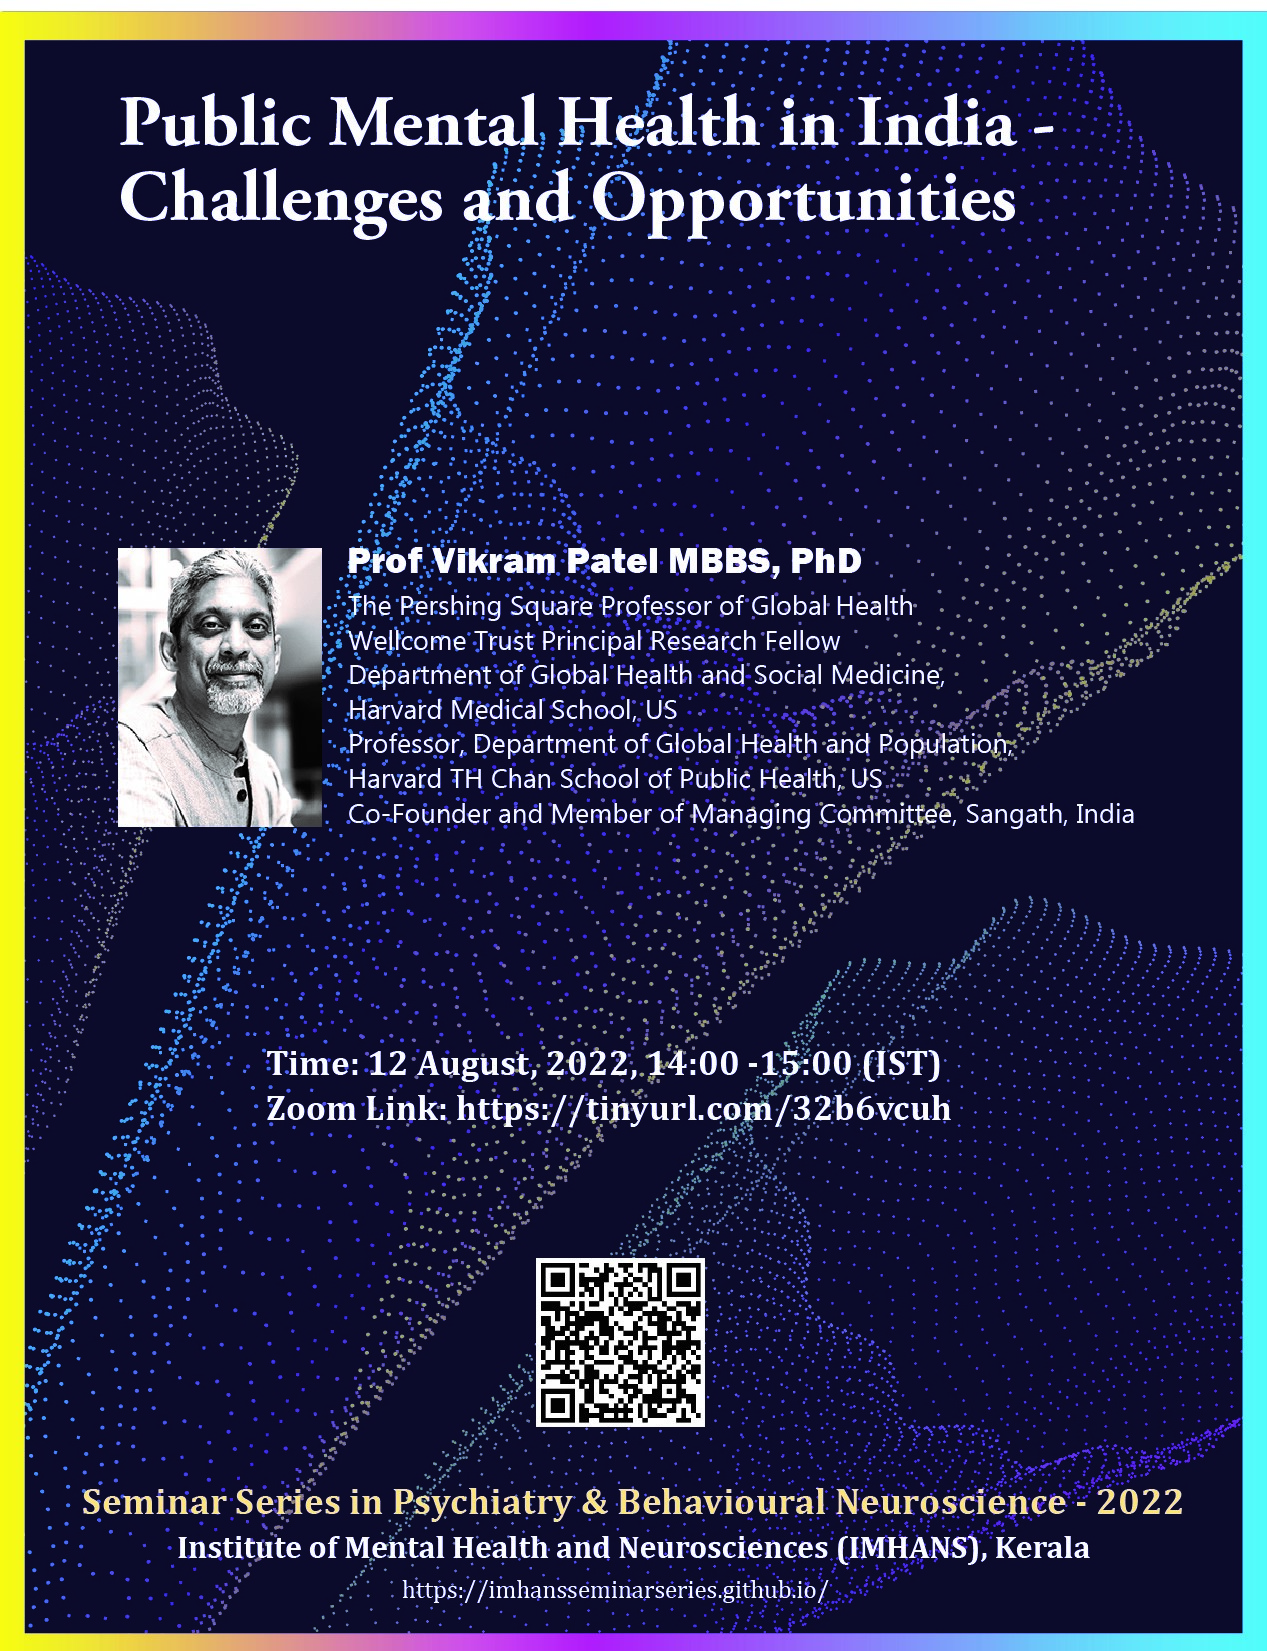 Public Mental Health in India -
Challenges and Opportunities
Prof Vikram Patel MBBS, PhD
The Pershing Square Professor of Global Health
Wellcome Trust Principal Research Fellow
Department of Global Health and Social Medicine,
Harvard Medical School, US
Professor, Department of Global Health and Population,
Harvard TH Chan School of Public Health, US
Co-Founder and Member of Managing Committee, Sangath, India
Time: 12 August, 2022, 14:00 -15:00 (IST)
Zoom Link: https://tinyurl.com/32b6vcuh
Seminar Series in Psychiatry & Behavioural Neuroscience - 2022
Institute of Mental Health and Neurosciences (IMHANS), Kerala
https://imhansseminarseries.github.io/